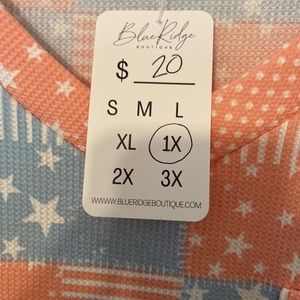 BlueRidge
BOUTIQUE
$ 20
S M L
XL 1X
2X 3X
WWW.BLUERIDGEBOUTIQUE.COM